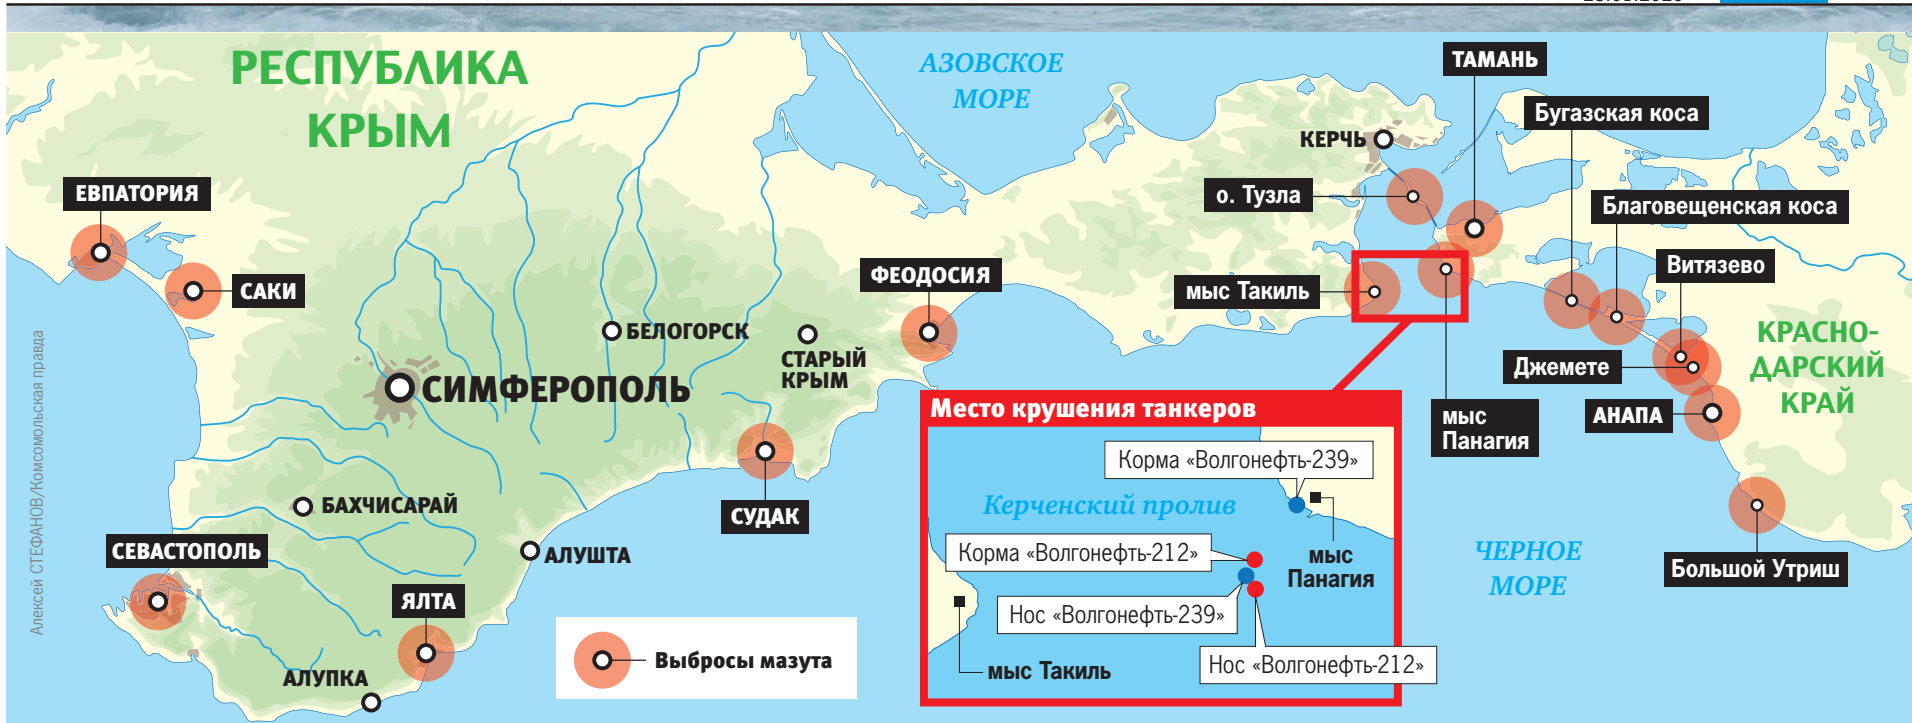 РЕСПУБЛИКА
КРЫМ
АЗОВСКОЕ
МОРЕ
ТАМАНЬ
Бугазская коса
КЕРЧЬ
о. Тузла
Благовещенская коса
ЕВПАТОРИЯ
Витязево
САКИ
ФЕОДОСИЯ
мыс Такиль
БЕЛОГОРСК
СТАРЫЙ
КРЫМ
КРАСНО-
ДАРСКИЙ
КРАЙ
Джемете
СИМФЕРОПОЛЬ
АНАПА
мыс
Панагия
Место крушения танкеров
Корма «Волгонефть-239»
Керченский пролив
Корма «Волгонефть-212»
мыс
Панагия
Нос «Волгонефть-239»
Нос «Волгонефть-212»
мыс Такиль
БАХЧИСАРАЙ
СУДАК
СЕВАСТОПОЛЬ
АЛУШТА
ЧЕРНОЕ
МОРЕ
Большой Утриш
ЯЛТА
АЛУПКА
Выбросы мазута
Алексей СТЕФАНОВ/Комсомольская правда